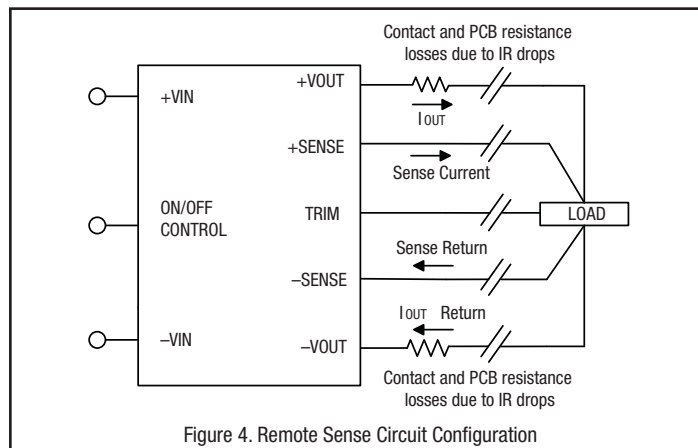 Contact and PCB resistance
losses due to IR drops
+VOUT
+VIN
IOUT
+SENSE
Sense Current
ON/OFF
CONTROL
TRIM
LOAD
Sense Return
–SENSE
IOUT Return
–VIN
–VOUT
Contact and PCB resistance
losses due to IR drops
Figure 4. Remote Sense Circuit Configuration